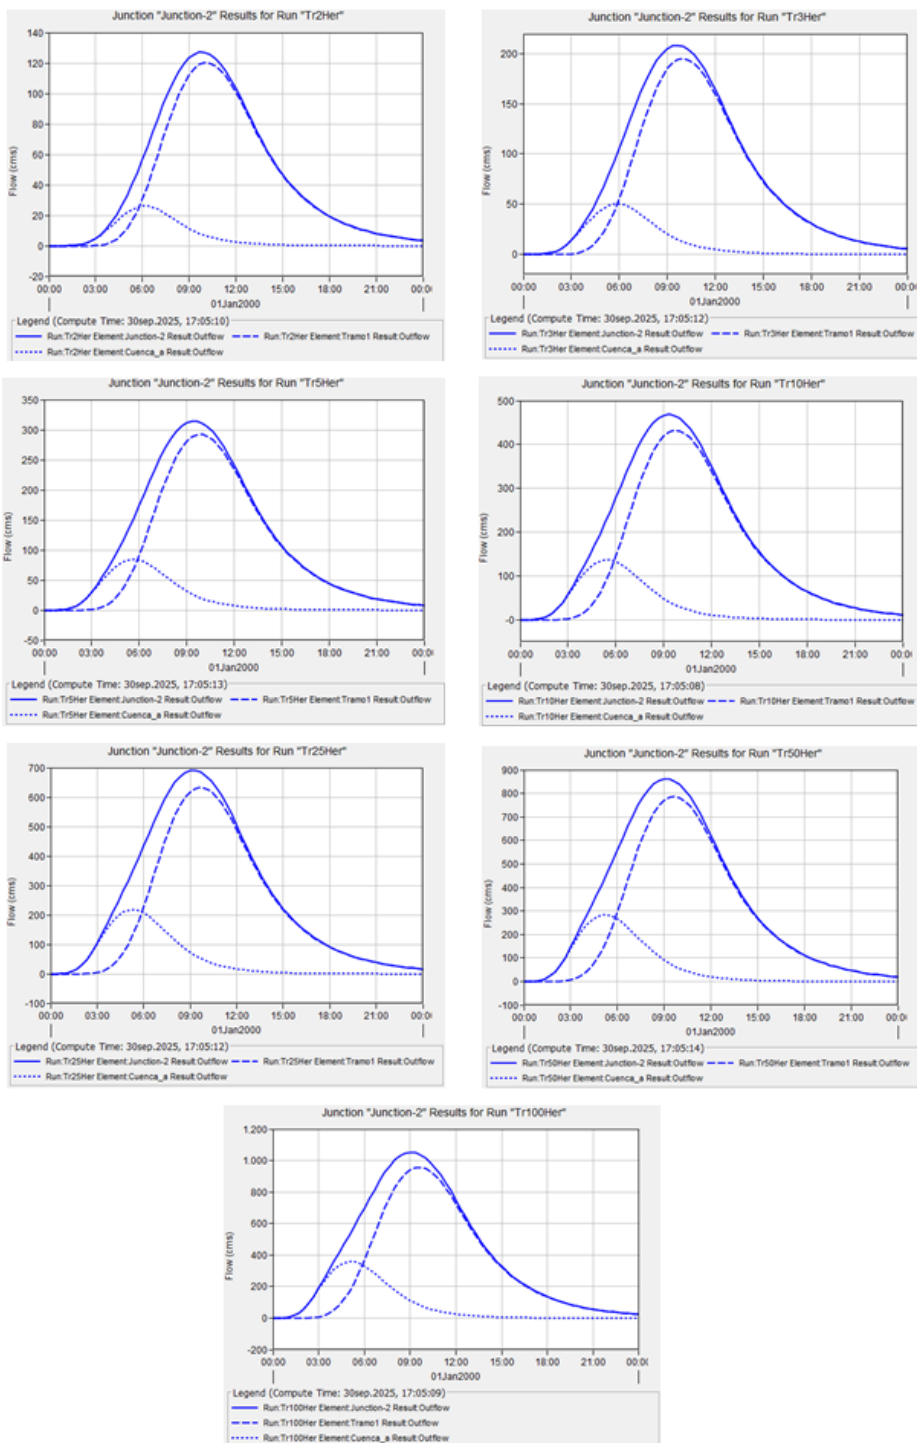 Junction "Junction-2" Results for Run "Tr2Her"
140
120
100
80
60
40
20
0
-20
Flow (cms)
00:00 03:00 06:00 09:00 12:00 15:00 18:00 21:00 00:00
01Jan2000
Legend (Compute Time: 30sep.2025, 17:05:10)
Run:Tr2Her Element:Junction-2 Result:Outflow Run:Tr2Her Element:Tramo1 Result:Outflow
Run:Tr2Her Element:Cuenca_a Result:Outflow
Junction "Junction-2" Results for Run "Tr3Her"
200
150
100
50
0
Flow (cms)
00:00 03:00 06:00 09:00 12:00 15:00 18:00 21:00 00:00
01Jan2000
Legend (Compute Time: 30sep.2025, 17:05:12)
Run:Tr3Her Element:Junction-2 Result:Outflow Run:Tr3Her Element:Tramo1 Result:Outflow
Run:Tr3Her Element:Cuenca_a Result:Outflow
Junction "Junction-2" Results for Run "Tr5Her"
350
300
250
200
150
100
50
0
-50
Flow (cms)
00:00 03:00 06:00 09:00 12:00 15:00 18:00 21:00 00:00
01Jan2000
Legend (Compute Time: 30sep.2025, 17:05:13)
Run:Tr5Her Element:Junction-2 Result:Outflow Run:Tr5Her Element:Tramo1 Result:Outflow
Run:Tr5Her Element:Cuenca_a Result:Outflow
Junction "Junction-2" Results for Run "Tr10Her"
500
400
300
200
100
-0
Flow (cms)
00:00 03:00 06:00 09:00 12:00 15:00 18:00 21:00 00:00
01Jan2000
Legend (Compute Time: 30sep.2025, 17:05:08)
Run:Tr10Her Element:Junction-2 Result:Outflow Run:Tr10Her Element:Tramo1 Result:Outflow
Run:Tr10Her Element:Cuenca_a Result:Outflow
Junction "Junction-2" Results for Run "Tr25Her"
700
600
500
400
300
200
100
0
-100
Flow (cms)
00:00 03:00 06:00 09:00 12:00 15:00 18:00 21:00 00:00
01Jan2000
Legend (Compute Time: 30sep.2025, 17:05:12)
Run:Tr25Her Element:Junction-2 Result:Outflow Run:Tr25Her Element:Tramo1 Result:Outflow
Run:Tr25Her Element:Cuenca_a Result:Outflow
Junction "Junction-2" Results for Run "Tr50Her"
900
800
700
600
500
400
300
200
100
0
-100
Flow (cms)
00:00 03:00 06:00 09:00 12:00 15:00 18:00 21:00 00:00
01Jan2000
Legend (Compute Time: 30sep.2025, 17:05:14)
Run:Tr50Her Element:Junction-2 Result:Outflow Run:Tr50Her Element:Tramo1 Result:Outflow
Run:Tr50Her Element:Cuenca_a Result:Outflow
Junction "Junction-2" Results for Run "Tr100Her"
1.200
1.000
800
600
400
200
0
-200
Flow (cms)
00:00 03:00 06:00 09:00 12:00 15:00 18:00 21:00 00:00
01Jan2000
Legend (Compute Time: 30sep.2025, 17:05:09)
Run:Tr100Her Element:Junction-2 Result:Outflow
Run:Tr100Her Element:Tramo1 Result:Outflow
Run:Tr100Her Element:Cuenca_a Result:Outflow